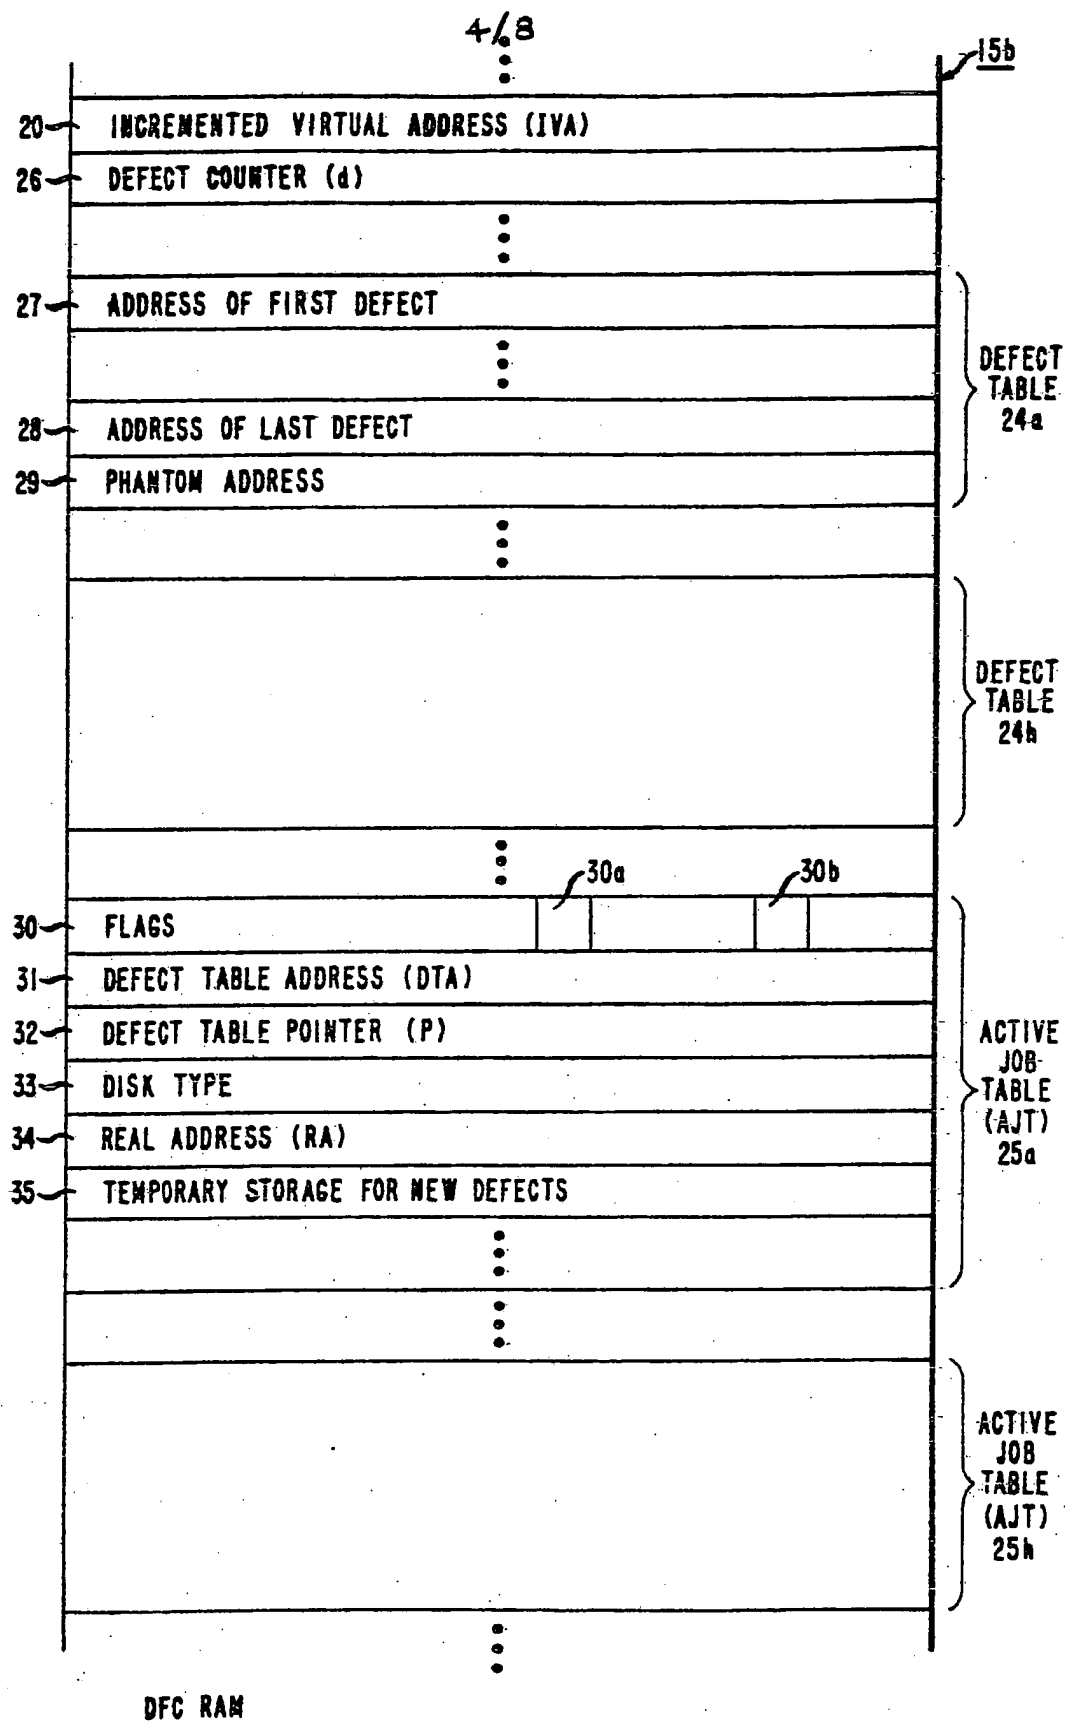 4/8
15b
20 INCREMENTED VIRTUAL ADDRESS (IVA)
26 DEFECT COUNTER (d)
27 ADDRESS OF FIRST DEFECT
28 ADDRESS OF LAST DEFECT
29 PHANTOM ADDRESS
DEFECT
TABLE
24a
DEFECT
TABLE
24h
30a
30b
30 FLAGS
31 DEFECT TABLE ADDRESS (DTA)
32 DEFECT TABLE POINTER (P)
33 DISK TYPE
34 REAL ADDRESS (RA)
35 TEMPORARY STORAGE FOR NEW DEFECTS
ACTIVE
JOB
TABLE
(AJT)
25a
ACTIVE
JOB
TABLE
(AJT)
25h
DFC RAM